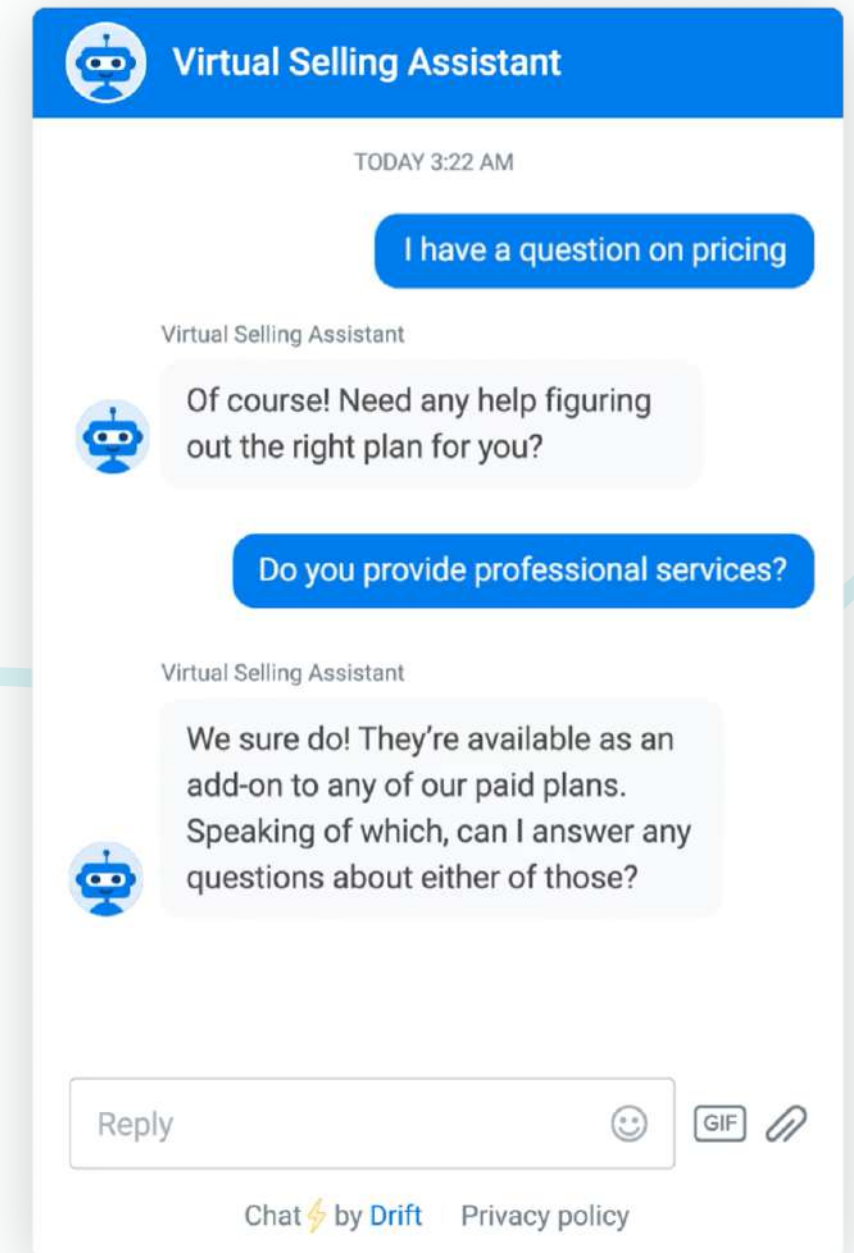 Virtual Selling Assistant
TODAY 3:22 AM
I have a question on pricing
Virtual Selling Assistant
Of course! Need any help figuring
out the right plan for you?
Do you provide professional services?
Virtual Selling Assistant
We sure do! They’re available as an
add-on to any of our paid plans.
Speaking of which, can I answer any
questions about either of those?
Reply
GIF
Chat⚡by Drift Privacy policy